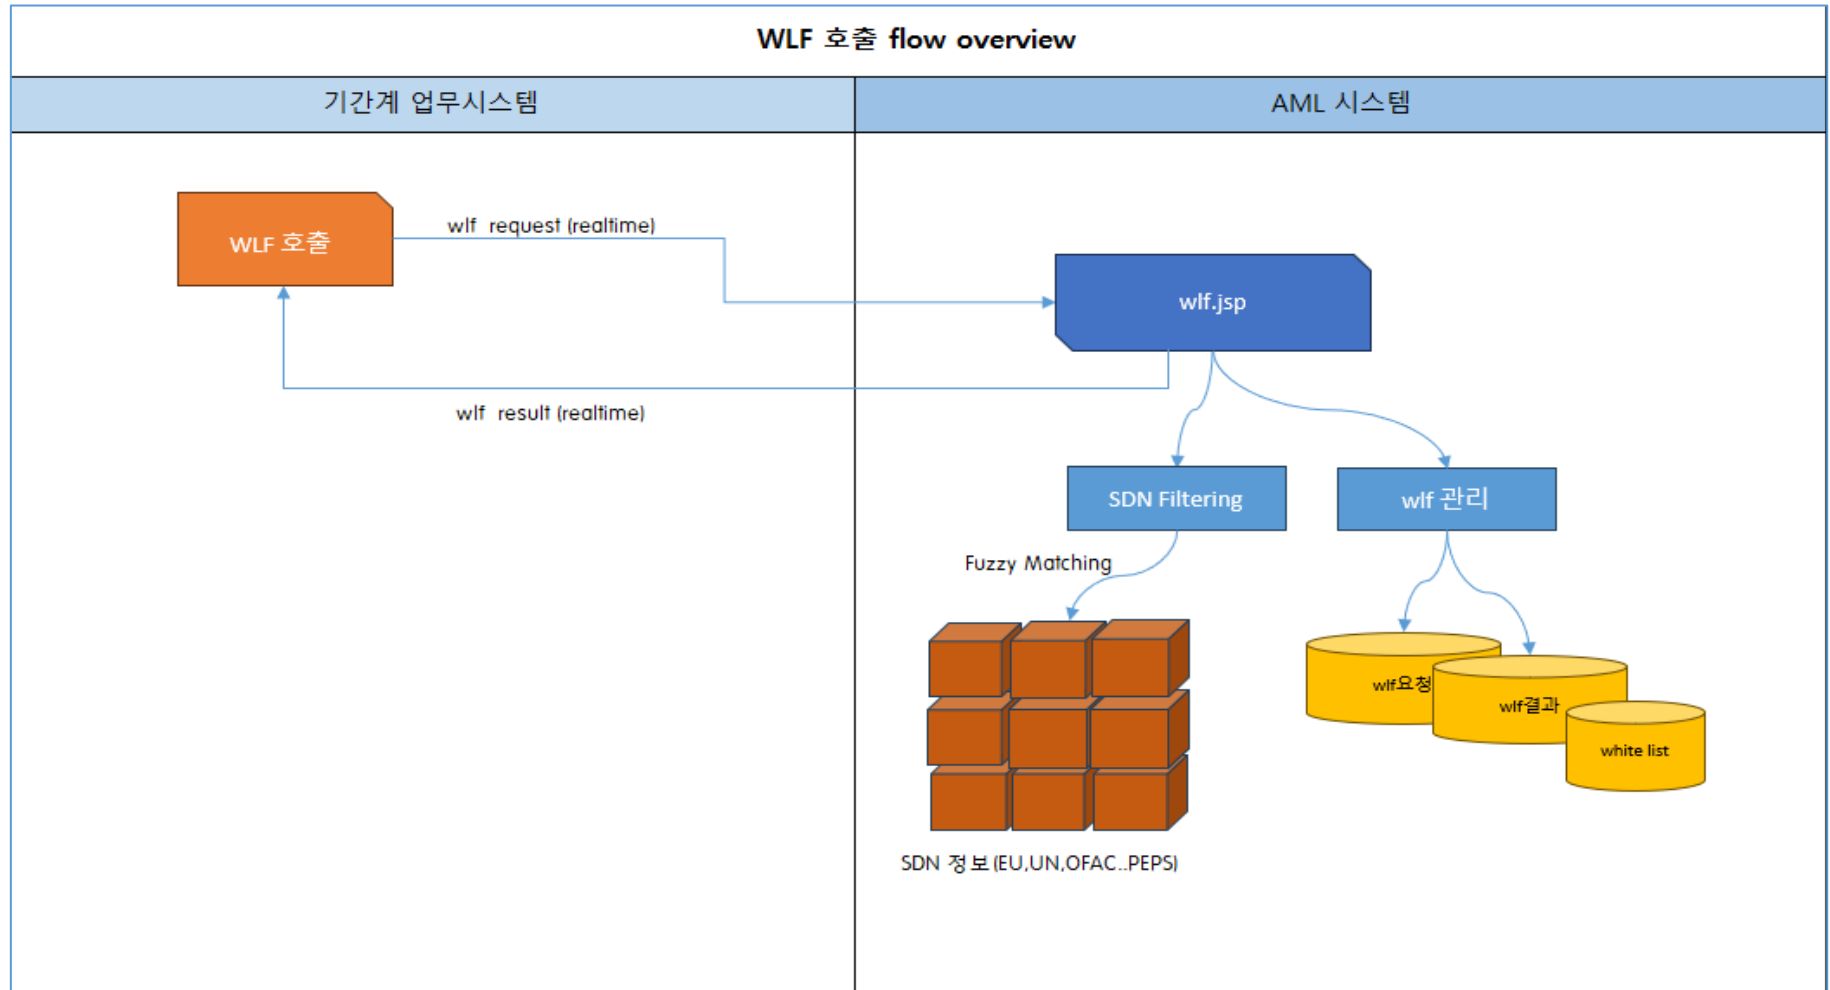 WLF 호출 flow overview
기간계 업무시스템
AML 시스템
WLF 호출
wlf request (realtime)
wlf.jsp
wlf result (realtime)
SDN Filtering
wlf 관리
Fuzzy Matching
wlf요청
wlf결과
white list
SDN 정보(EU,UN,OFAC..PEPS)